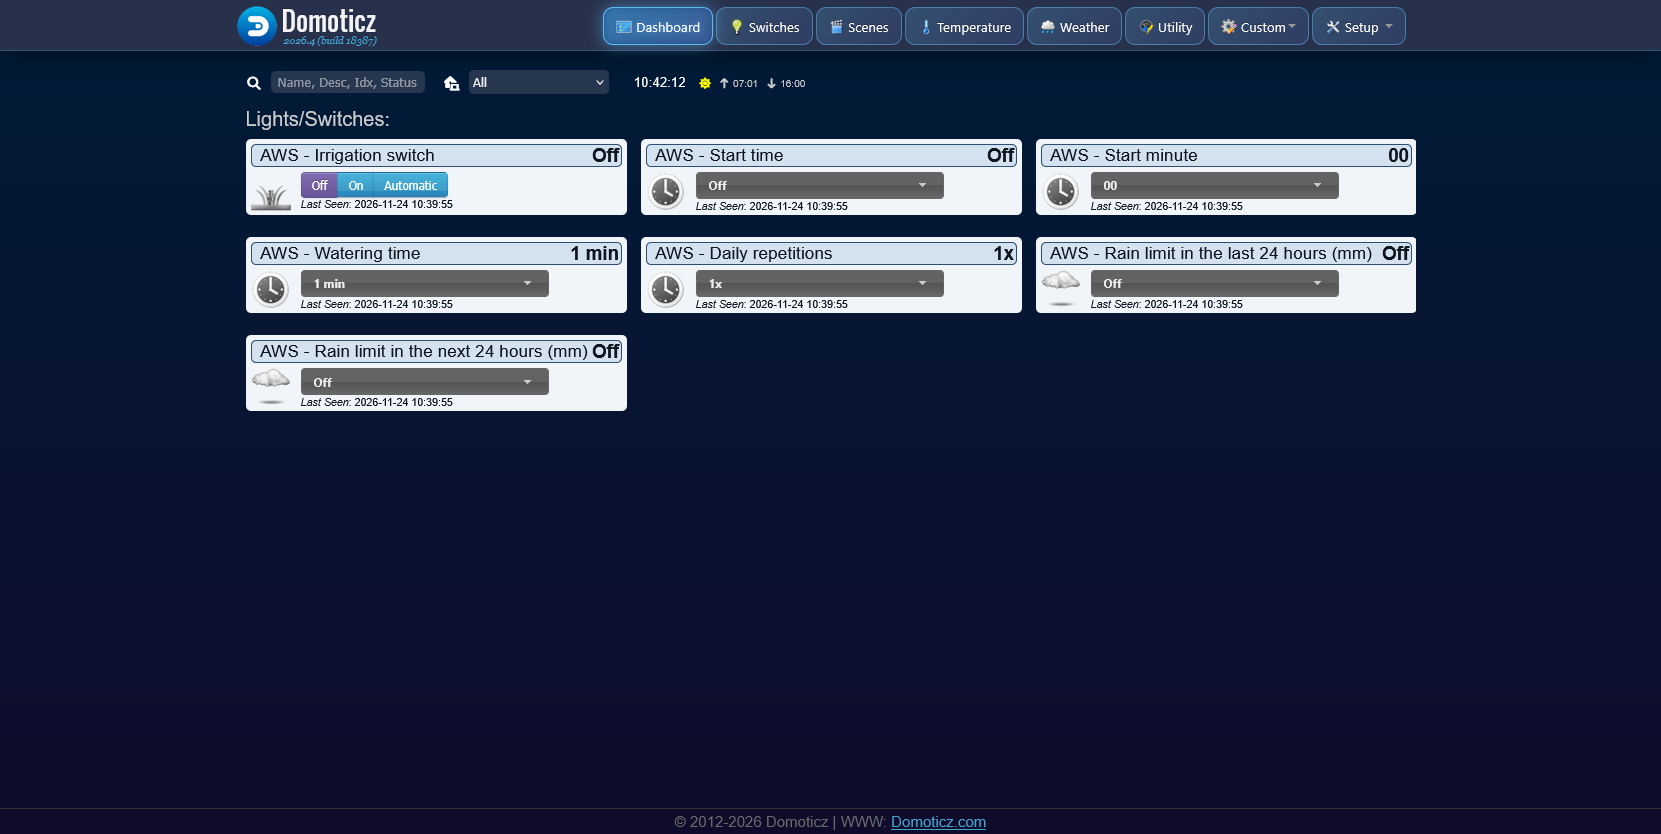 Domoticz
2026.4 (build 18387)
Dashboard
Switches
Scenes
Temperature
Weather
Utility
Custom
Setup
Name, Desc, Idx, Status
All
10:42:12
07:01
16:00
Lights/Switches:
AWS - Irrigation switch Off
Off On Automatic
Last Seen: 2026-11-24 10:39:55
AWS - Start time Off
Off
Last Seen: 2026-11-24 10:39:55
AWS - Start minute 00
00
Last Seen: 2026-11-24 10:39:55
AWS - Watering time 1 min
1 min
Last Seen: 2026-11-24 10:39:55
AWS - Daily repetitions 1x
1x
Last Seen: 2026-11-24 10:39:55
AWS - Rain limit in the last 24 hours (mm) Off
Off
Last Seen: 2026-11-24 10:39:55
AWS - Rain limit in the next 24 hours (mm) Off
Off
Last Seen: 2026-11-24 10:39:55
© 2012-2026 Domoticz | WWW: Domoticz.com